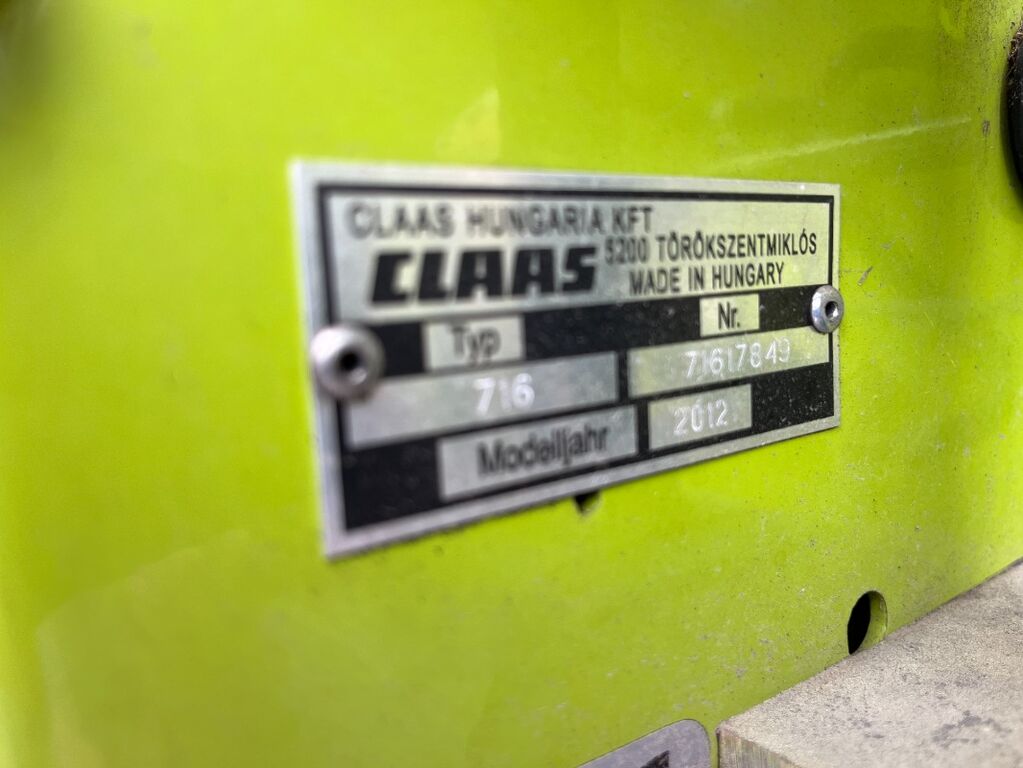 CLAAS HUNGARIA KFT
CLAAS 5200 TÖRÖKSZENTMIKLÓS
MADE IN HUNGARY
Typ Nr.
716 71617849
Modelljahr 2012